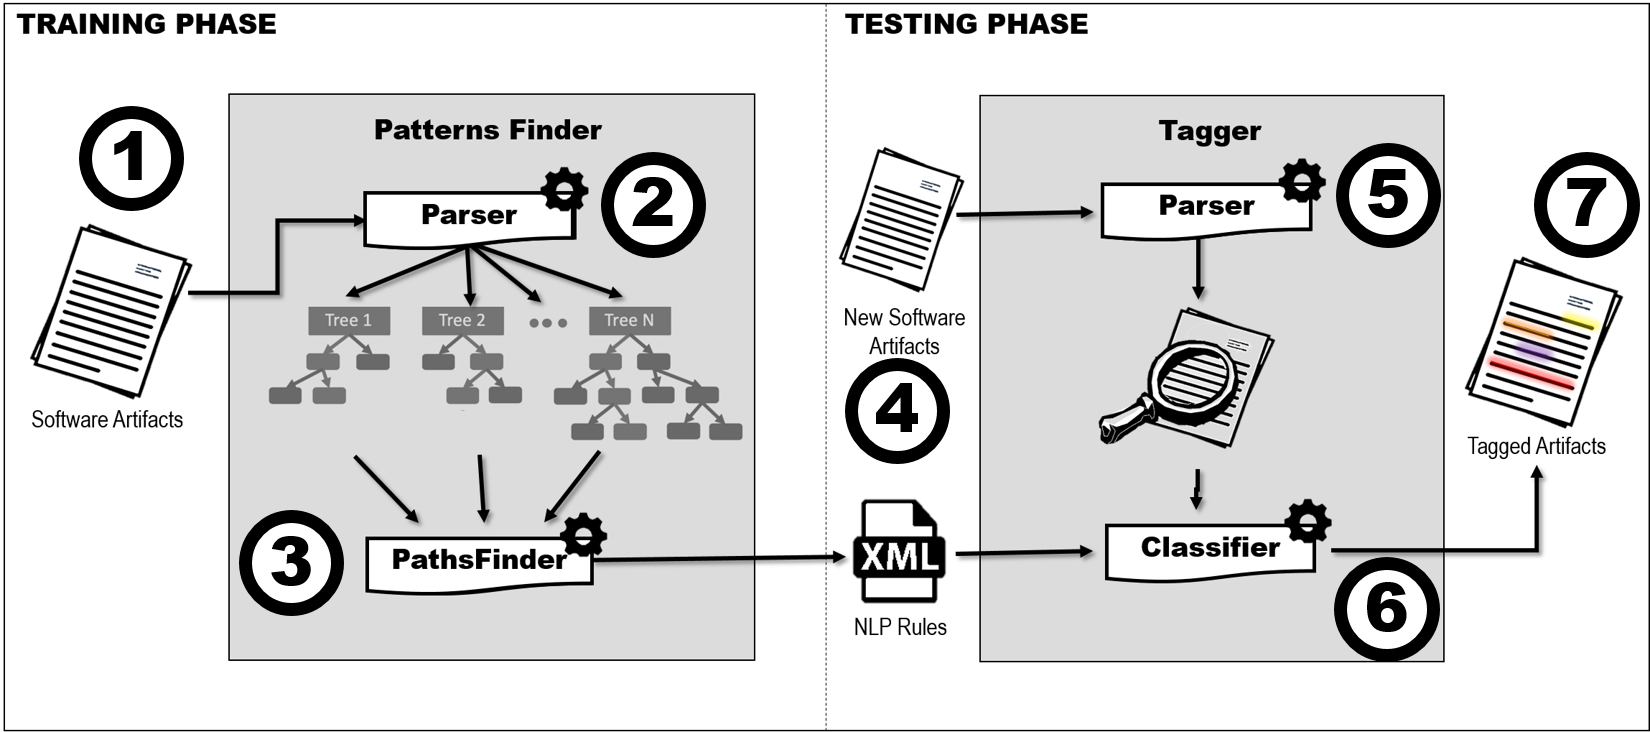 TRAINING PHASE
1
Software Artifacts
Patterns Finder
Parser
2
Tree 1
Tree 2
Tree N
3
PathsFinder
TESTING PHASE
New Software
Artifacts
4
XML
NLP Rules
Tagger
Parser
5
Classifier
6
7
Tagged Artifacts